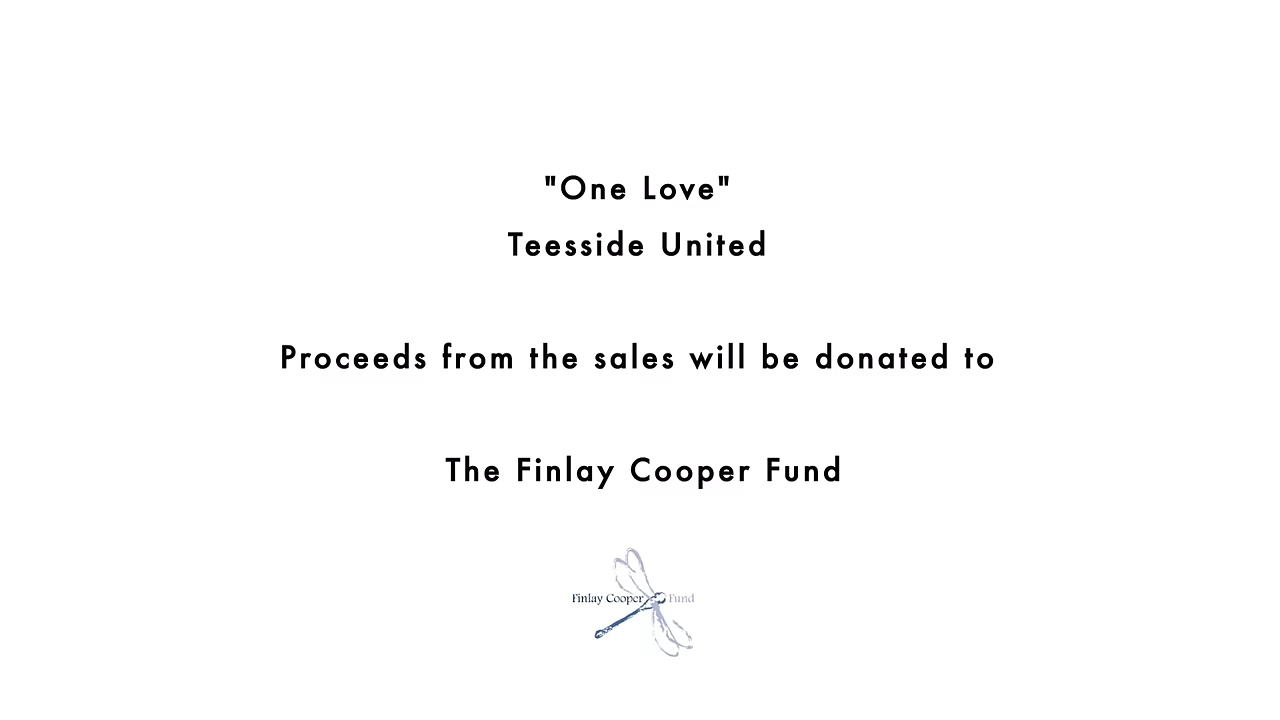 "One Love"
Teesside United
Proceeds from the sales will be donated to
The Finlay Cooper Fund
Finlay Cooper Fund